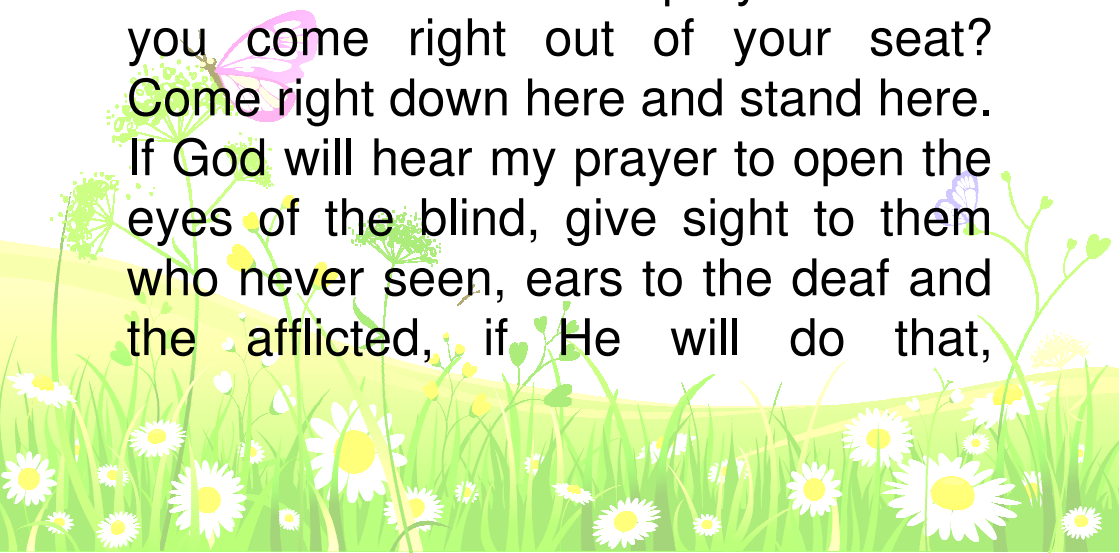 you come right out of your seat?
Come right down here and stand here.
If God will hear my prayer to open the
eyes of the blind, give sight to them
who never seen, ears to the deaf and
the afflicted, if He will do that,